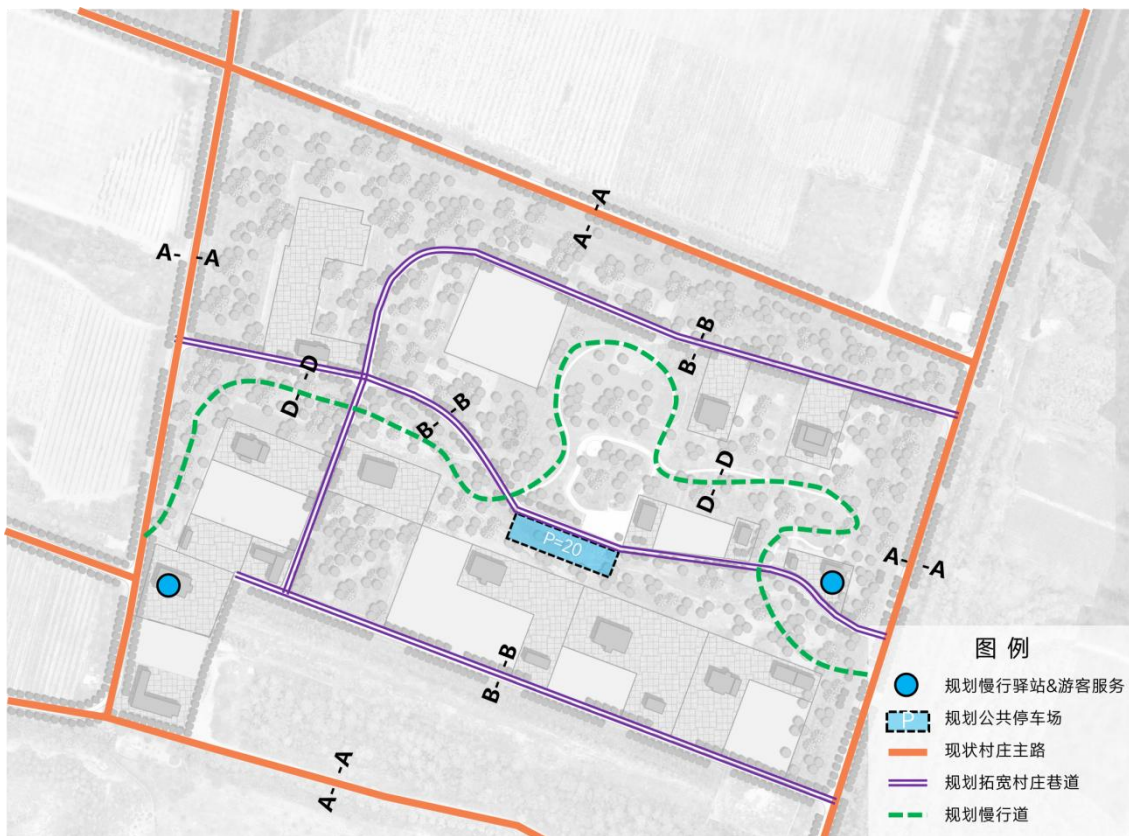 A--A
A--A
B--B
D--D
B--B
D--D
P=20
A--A
B--B
A--A
图例
规划慢行驿站&游客服务
P
规划公共停车场
现状村庄主路
规划拓宽村庄巷道
规划慢行道